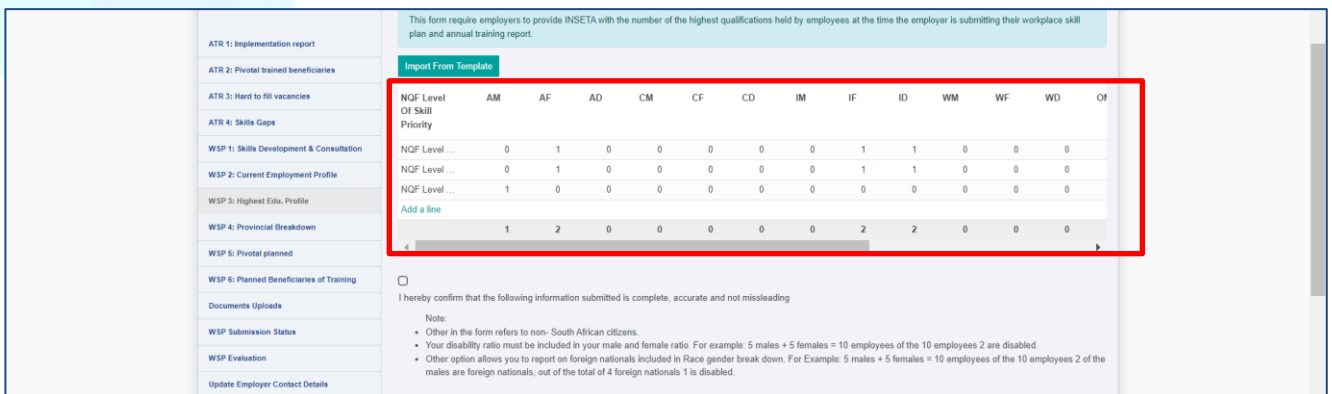 This form require employers to provide INSETA with the number of the highest qualifications held by employees at the time the employer is submitting their workplace skill
plan and annual training report.
ATR 1: Implementation report
ATR 2: Pivotal trained beneficiaries
ATR 3: Hard to fill vacancies
ATR 4: Skills Gaps
WSP 1: Skills Development & Consultation
WSP 2: Current Employment Profile
WSP 3: Highest Edu. Profile
WSP 4: Provincial Breakdown
WSP 5: Pivotal planned
WSP 6: Planned Beneficiaries of Training
Documents Uploads
WSP Submission Status
WSP Evaluation
Update Employer Contact Details
Import From Template
NQF Level Of Skill Priority AM AF AD CM CF CD IM IF ID WM WF WD
NQF Level ... 0 1 0 0 0 0 0 1 1 0 0 0
NQF Level ... 0 1 0 0 0 0 0 1 1 0 0 0
NQF Level ... 1 0 0 0 0 0 0 0 0 0 0 0
Add a line
1 2 0 0 0 0 0 2 2 0 0 0
I hereby confirm that the following information submitted is complete, accurate and not missleading
Note:
• Other in the form refers to non- South African citizens.
• Your disability ratio must be included in your male and female ratio. For example: 5 males + 5 females = 10 employees of the 10 employees 2 are disabled.
• Other option allows you to report on foreign nationals included in Race gender break down. For Example: 5 males + 5 females = 10 employees of the 10 employees 2 of the
males are foreign nationals, out of the total of 4 foreign nationals 1 is disabled.